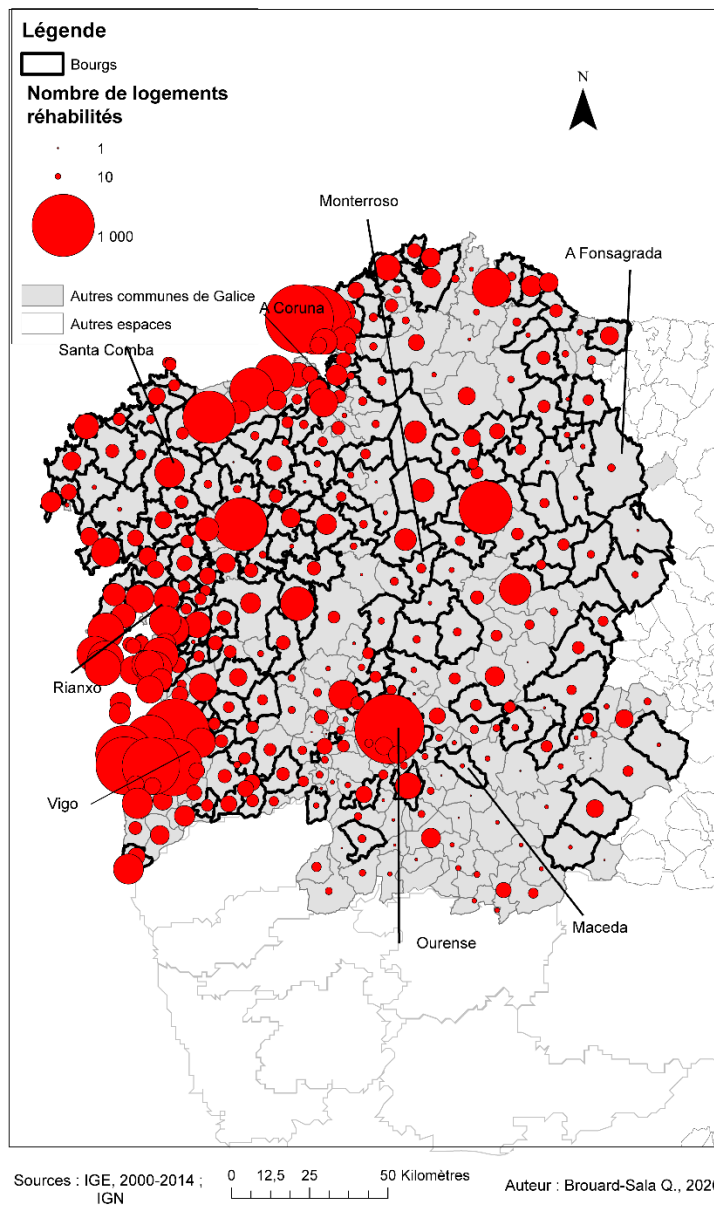 Légende
Bourgs
Nombre de logements
réhabilités
1
10
1 000
Autres communes de Galice
Autres espaces
N
Monterroso
A Fonsagrada
A Coruna
Santa Comba
Rianxo
Vigo
Ourense
Maceda
Sources : IGE, 2000-2014 ;
IGN
0 12,5 25 50 Kilomètres
Auteur : Brouard-Sala Q., 2020